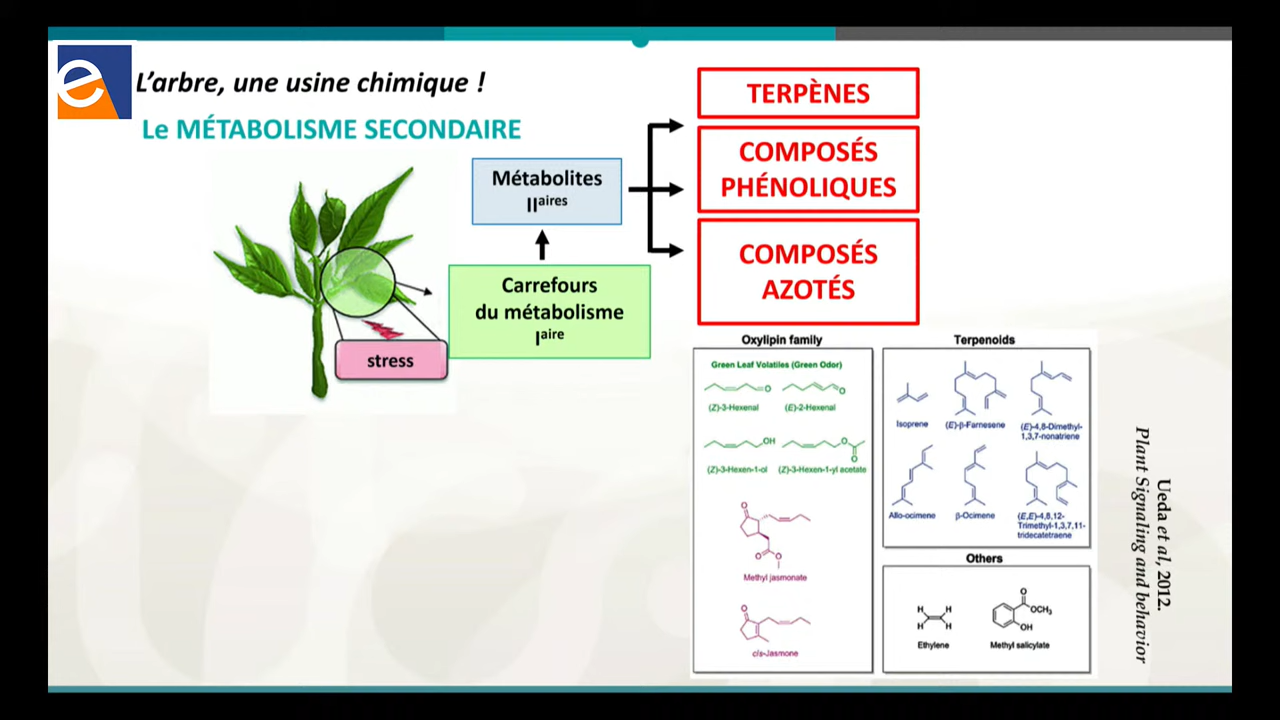 e
L'arbre, une usine chimique !
Le MÉTABOLISME SECONDAIRE
Métabolites
IIaires
Carrefours
du métabolisme
Iaire
stress
TERPÈNES
COMPOSÉS
PHÉNOLIQUES
COMPOSÉS
AZOTÉS
Oxylipin family
Green Leaf Volatiles (Green Odor)
O
O
(Z)-3-Hexenal
(E)-2-Hexenal
OH
O
O
(Z)-3-Hexen-1-ol
(Z)-3-Hexen-1-yl acetate
O
O
O
Methyl jasmonate
O
cis-Jasmone
Terpenoids
Isoprene
(E)-β-Farnesene
(E)-4,8-Dimethyl-
1,3,7-nonatriene
Allo-ocimene
β-Ocimene
(E,E)-4,8,12-
Trimethyl-1,3,7,11-
tridecatetraene
Others
H H
H H
Ethylene
O
OCH3
OH
Methyl salicylate
Ueda et al, 2012.
Plant Signaling and behavior